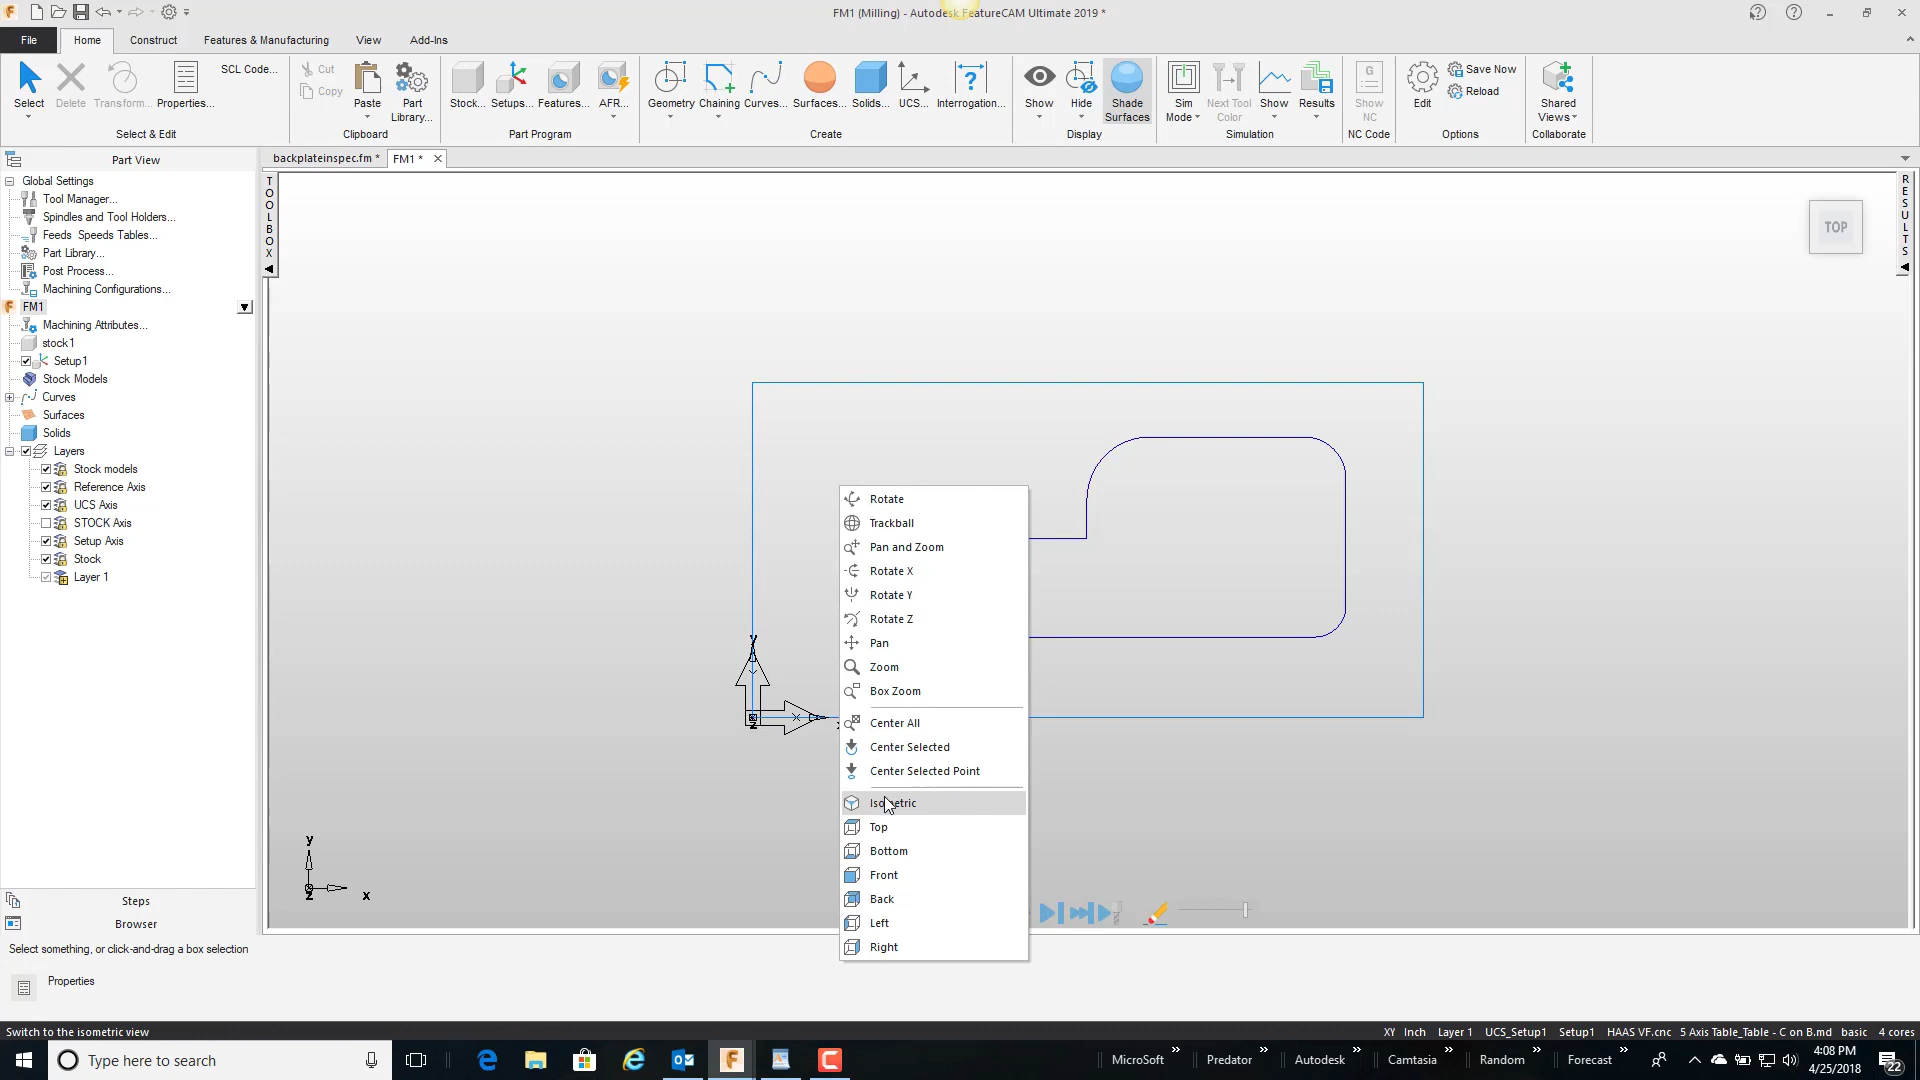 FM1 (Milling) - Autodesk FeatureCAM Ultimate 2019 *
File
Home
Construct
Features & Manufacturing
View
Add-Ins
Select
Delete
Transform...
Properties...
SCL Code...
Select & Edit
Cut
Copy
Paste
Part Library...
Clipboard
Stock...
Setups...
Features...
AFR...
Part Program
Geometry
Chaining
Curves...
Surfaces...
Solids...
UCS...
Interrogation...
Create
Show
Hide
Shade Surfaces
Display
Sim Mode
Next Tool Color
Show
Results
Simulation
G
Show NC
NC Code
Edit
Save Now
Reload
Options
Shared Views
Collaborate
Part View
backplateinspec.fm *
FM1 *
Global Settings
Tool Manager...
Spindles and Tool Holders...
Feeds Speeds Tables...
Part Library...
Post Process...
Machining Configurations...
FM1
Machining Attributes...
stock1
Setup1
Stock Models
Curves
Surfaces
Solids
Layers
Stock models
Reference Axis
UCS Axis
STOCK Axis
Setup Axis
Stock
Layer 1
TOOLBOX
RESULTS
TOP
Rotate
Trackball
Pan and Zoom
Rotate X
Rotate Y
Rotate Z
Pan
Zoom
Box Zoom
Center All
Center Selected
Center Selected Point
Isometric
Top
Bottom
Front
Back
Left
Right
y
z
y
z
x
Steps
Browser
Select something, or click-and-drag a box selection
Properties
Switch to the isometric view
XY Inch Layer 1 UCS_Setup1 Setup1 HAAS VF.cnc 5 Axis Table_Table - C on B.md basic 4 cores
Type here to search
MicroSoft
Predator
Autodesk
Camtasia
Random
Forecast
4:08 PM
4/25/2018
22